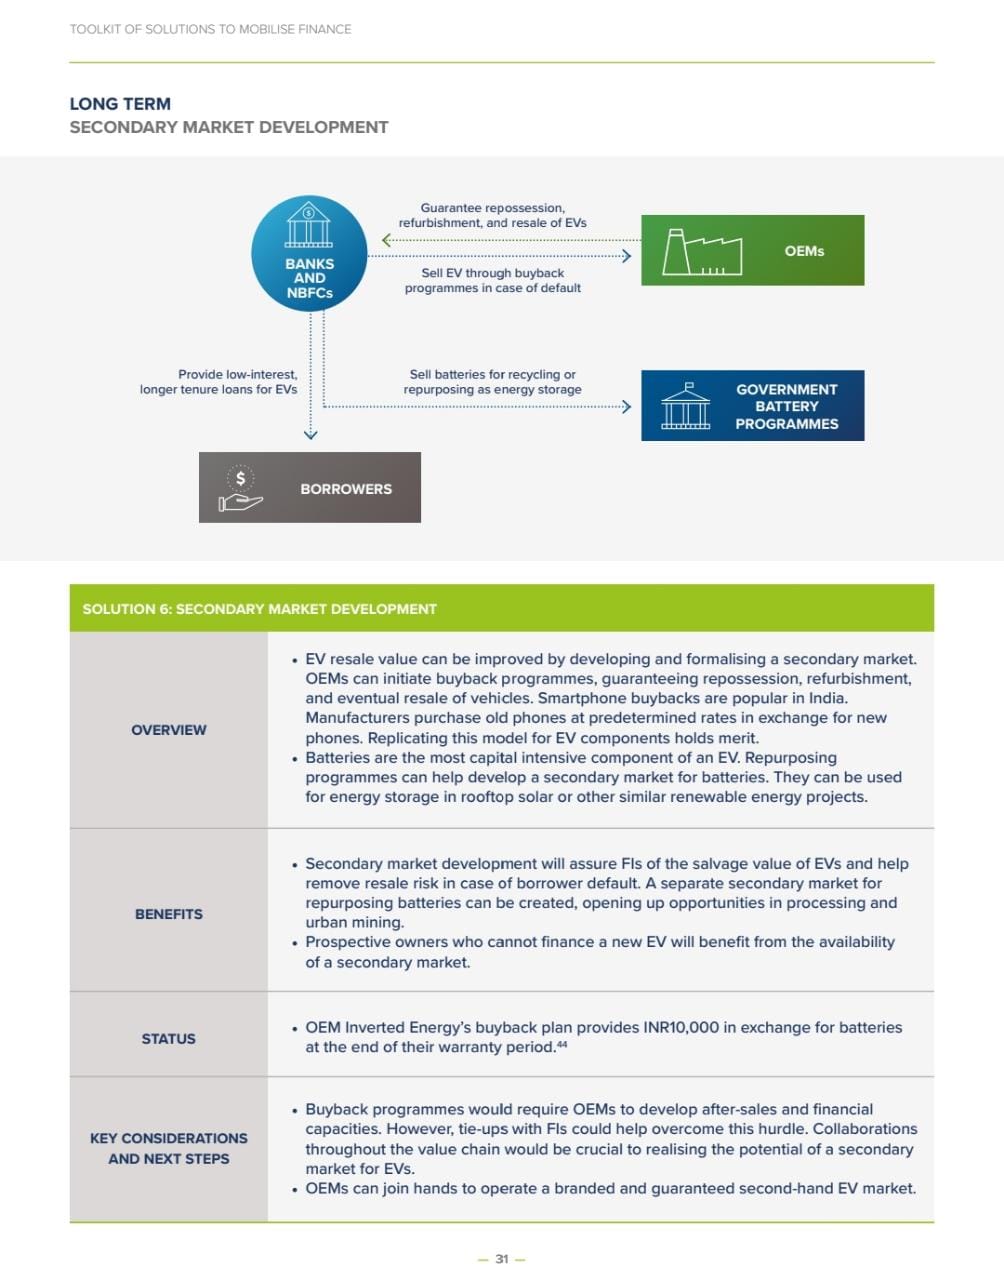 TOOLKIT OF SOLUTIONS TO MOBILISE FINANCE
LONG TERM
SECONDARY MARKET DEVELOPMENT
$
BANKS
AND
NBFCs
Guarantee repossession,
refurbishment, and resale of EVs
Sell EV through buyback
programmes in case of default
OEMs
Provide low-interest,
longer tenure loans for EVs
Sell batteries for recycling or
repurposing as energy storage
GOVERNMENT
BATTERY
PROGRAMMES
$
BORROWERS
SOLUTION 6: SECONDARY MARKET DEVELOPMENT
OVERVIEW
• EV resale value can be improved by developing and formalising a secondary market.
OEMs can initiate buyback programmes, guaranteeing repossession, refurbishment,
and eventual resale of vehicles. Smartphone buybacks are popular in India.
Manufacturers purchase old phones at predetermined rates in exchange for new
phones. Replicating this model for EV components holds merit.
• Batteries are the most capital intensive component of an EV. Repurposing
programmes can help develop a secondary market for batteries. They can be used
for energy storage in rooftop solar or other similar renewable energy projects.
BENEFITS
• Secondary market development will assure FIs of the salvage value of EVs and help
remove resale risk in case of borrower default. A separate secondary market for
repurposing batteries can be created, opening up opportunities in processing and
urban mining.
• Prospective owners who cannot finance a new EV will benefit from the availability
of a secondary market.
STATUS
• OEM Inverted Energy’s buyback plan provides INR10,000 in exchange for batteries
at the end of their warranty period.⁴⁴
KEY CONSIDERATIONS
AND NEXT STEPS
• Buyback programmes would require OEMs to develop after-sales and financial
capacities. However, tie-ups with FIs could help overcome this hurdle. Collaborations
throughout the value chain would be crucial to realising the potential of a secondary
market for EVs.
• OEMs can join hands to operate a branded and guaranteed second-hand EV market.
— 31 —